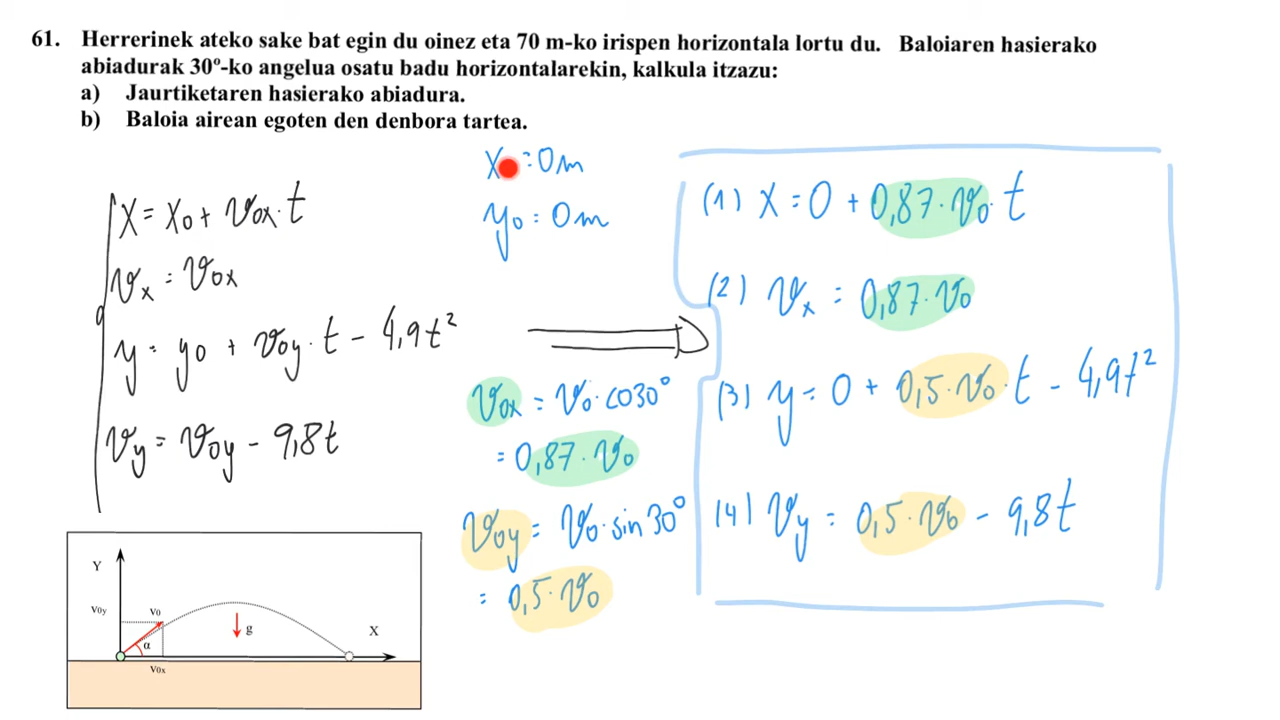 61. Herrerinek ateko sake bat egin du oinez eta 70 m-ko irispen horizontala lortu du. Baloiaren hasierako
abiadurak 30º-ko angelua osatu badu horizontalarekin, kalkula itzazu:
a) Jaurtiketaren hasierako abiadura.
b) Baloia airean egoten den denbora tartea.
x = x0 + v0x · t
vx = v0x
y = y0 + v0y · t - 4,9t²
vy = v0y - 9,8t
x : 0m
y0 : 0m
v0x = v0 · cos30°
= 0,87 · v0
v0y = v0 · sin30°
= 0,5 · v0
(1) x = 0 + 0,87 · v0 · t
(2) vx = 0,87 · v0
(3) y = 0 + 0,5 · v0 · t - 4,9t²
(4) vy = 0,5 · v0 - 9,8t
Y
V0y
V0
α
g
X
V0x